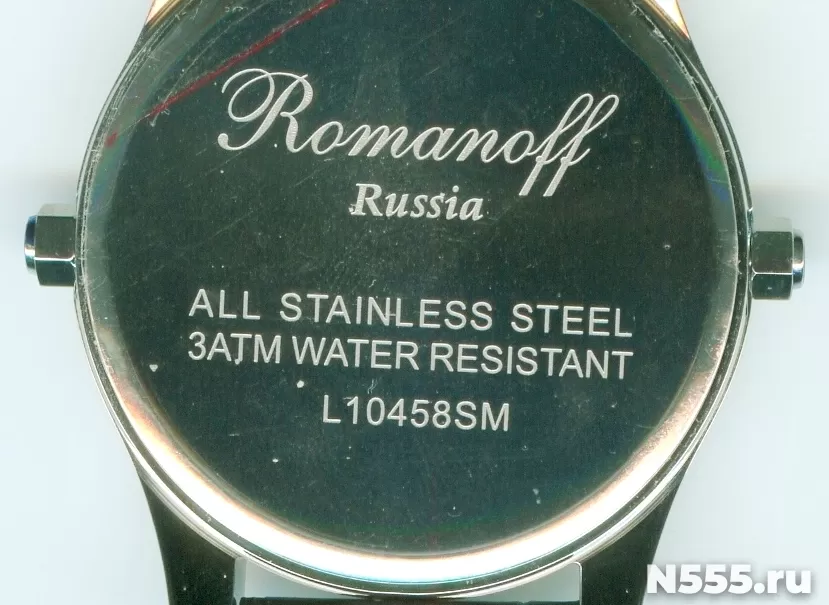 Romanoff
Russia
ALL STAINLESS STEEL
3ATM WATER RESISTANT
L10458SM
N555.ru